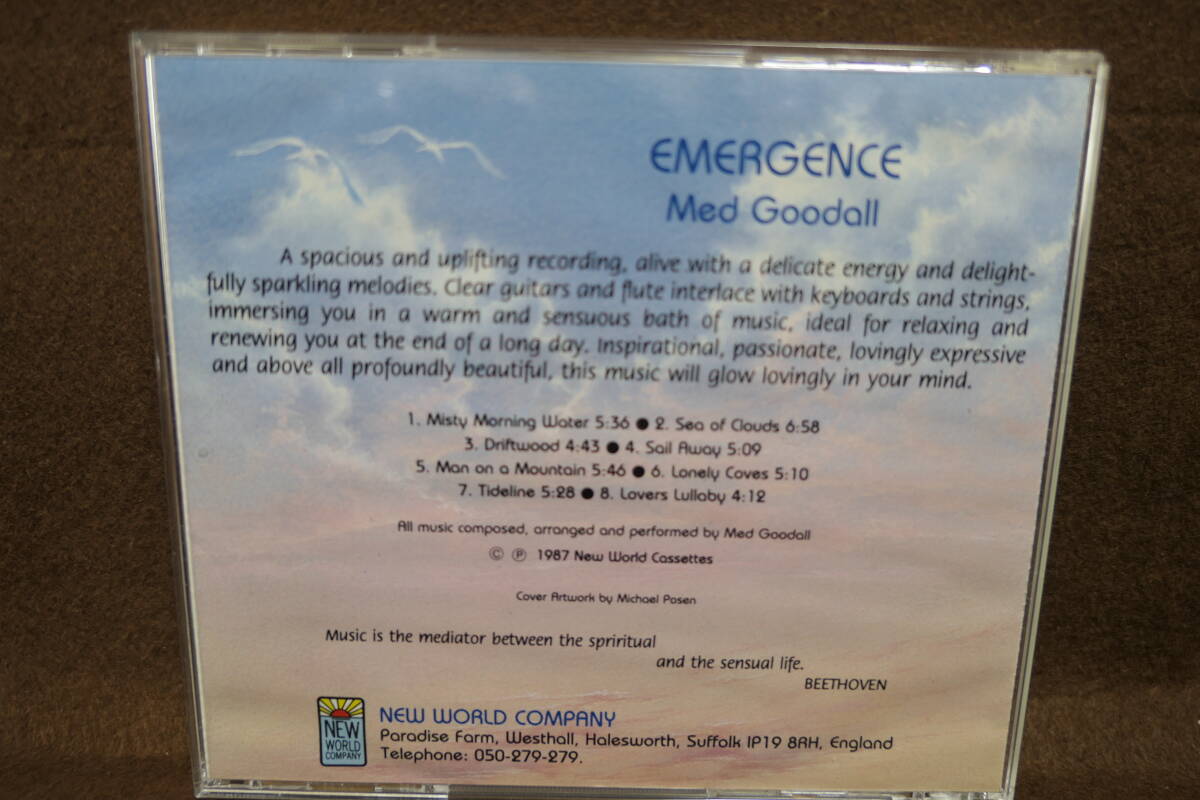 EMERGENCE
Med Goodall
A spacious and uplifting recording, alive with a delicate energy and delight-
fully sparkling melodies. Clear guitars and flute interlace with keyboards and strings,
immersing you in a warm and sensuous bath of music, ideal for relaxing and
renewing you at the end of a long day. Inspirational, passionate, lovingly expressive
and above all profoundly beautiful, this music will glow lovingly in your mind.
1. Misty Morning Water 5:36 ● 2. Sea of Clouds 6:58
3. Driftwood 4:43 ● 4. Sail Away 5:09
5. Man on a Mountain 5:46 ● 6. Lonely Coves 5:10
7. Tideline 5:28 ● 8. Lovers Lullaby 4:12
All music composed, arranged and performed by Med Goodall
© ℗ 1987 New World Cassettes
Cover Artwork by Michael Posen
Music is the mediator between the spriritual
and the sensual life.
BEETHOVEN
NEW
WORLD
COMPANY
NEW WORLD COMPANY
Paradise Farm, Westhall, Halesworth, Suffolk IP19 8RH, England
Telephone: 050-279-279.